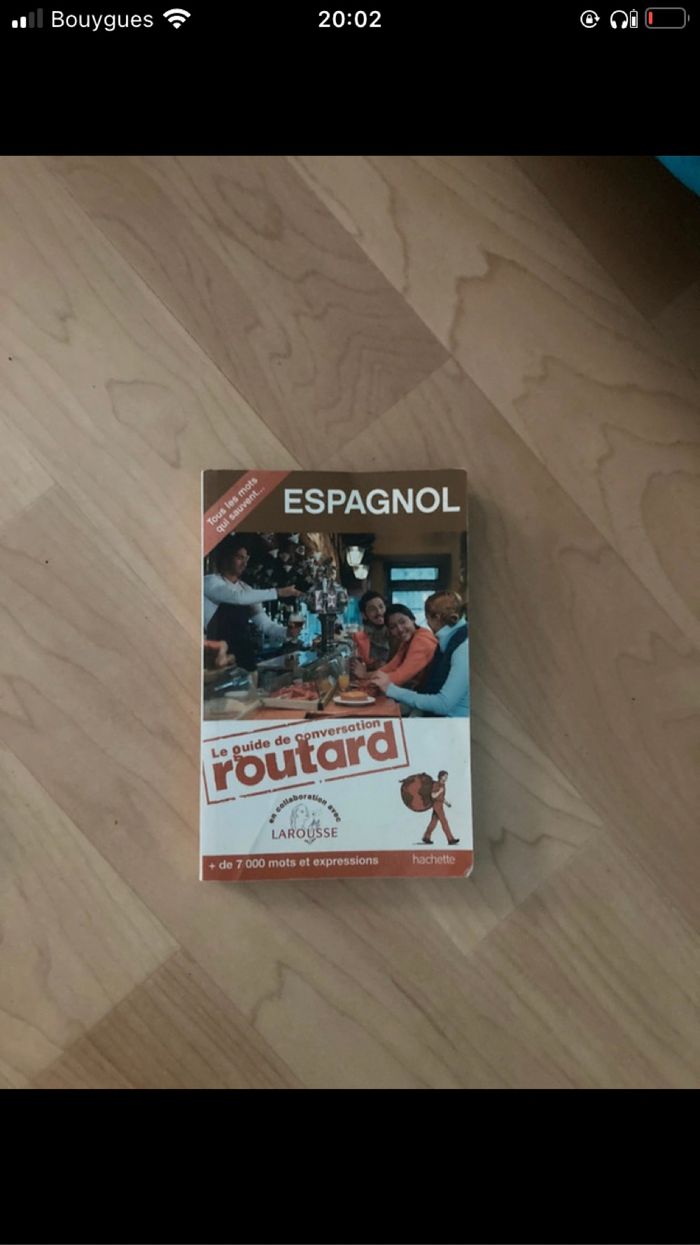 Bouygues 20:02
Tous les mots
qui sauvent...
ESPAGNOL
Le guide de conversation
routard
en collaboration avec
LAROUSSE
+ de 7 000 mots et expressions
hachette